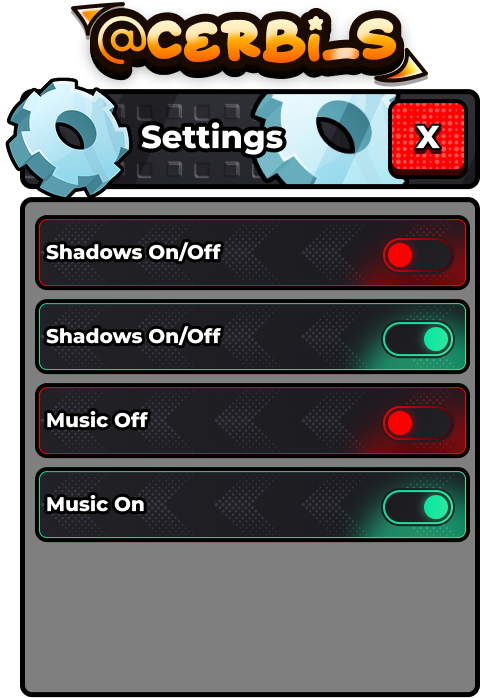 @CERBi_S
Settings
X
Shadows On/Off
Shadows On/Off
Music Off
Music On